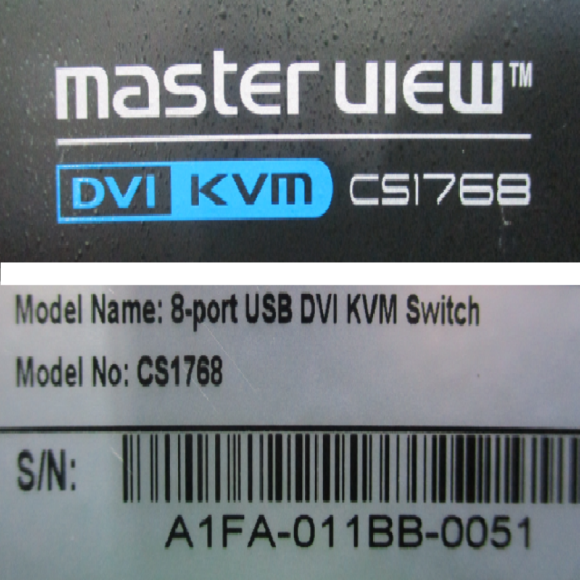 master view™
DVI KVM CS1768
Model Name: 8-port USB DVI KVM Switch
Model No: CS1768
S/N:
A1FA-011BB-0051